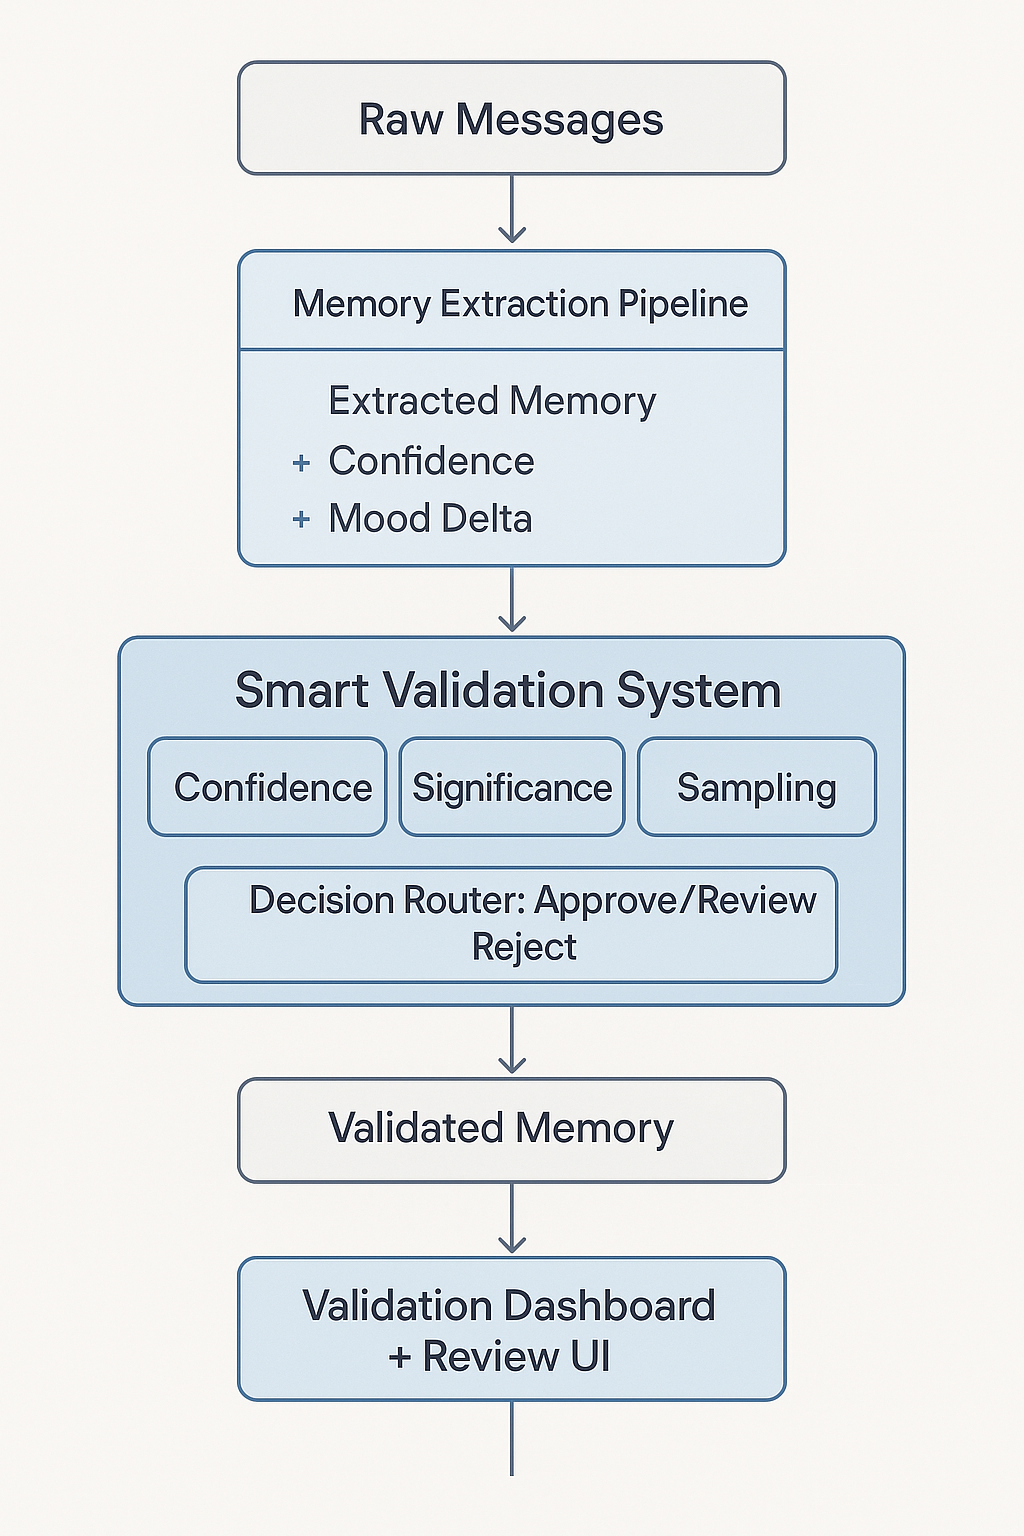 Raw Messages
Memory Extraction Pipeline
Extracted Memory
+ Confidence
+ Mood Delta
Smart Validation System
Confidence
Significance
Sampling
Decision Router: Approve/Review
Reject
Validated Memory
Validation Dashboard
+ Review UI